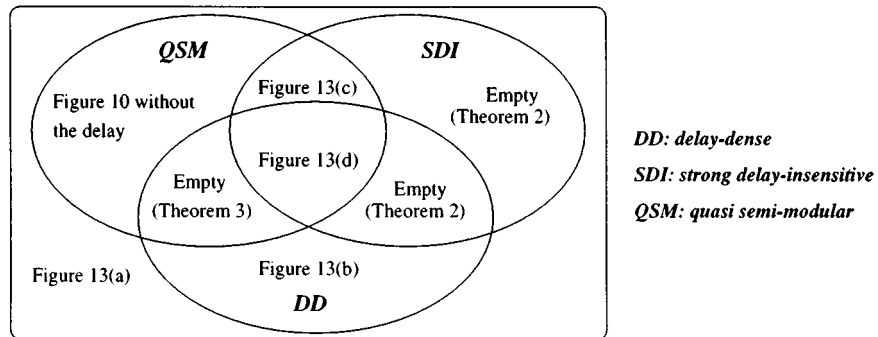 QSM
SDI
Figure 13(c)
Figure 10 without
the delay
Empty
(Theorem 2)
Figure 13(d)
Empty
(Theorem 3)
Empty
(Theorem 2)
Figure 13(a)
Figure 13(b)
DD
DD: delay-dense
SDI: strong delay-insensitive
QSM: quasi semi-modular